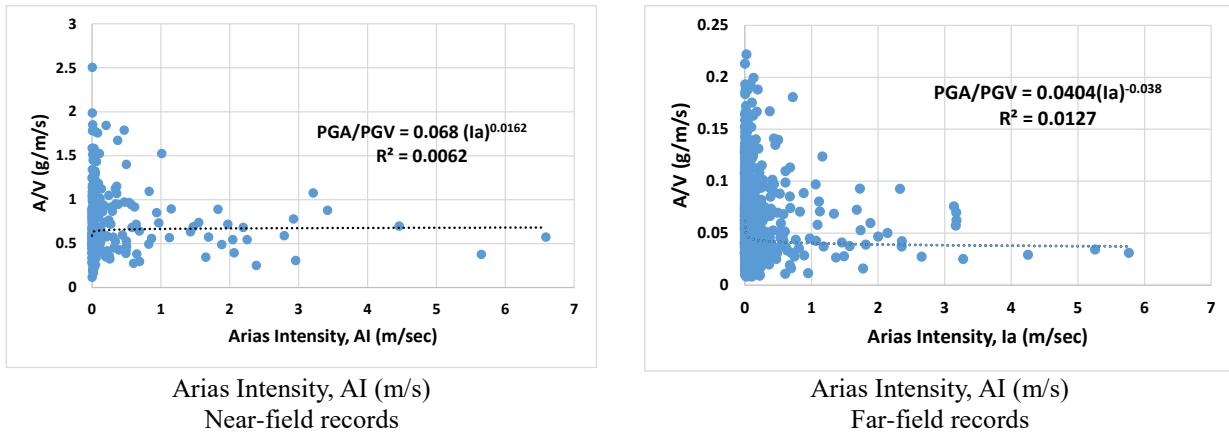 3
2.5
2
1.5
1
0.5
0
A/V (g/m/s)
PGA/PGV = 0.068 (Ia)^0.0162
R² = 0.0062
0 1 2 3 4 5 6 7
Arias Intensity, AI (m/sec)
Arias Intensity, AI (m/s)
Near-field records
0.25
0.2
0.15
0.1
0.05
0
A/V (g/m/s)
PGA/PGV = 0.0404(Ia)^-0.038
R² = 0.0127
0 1 2 3 4 5 6 7
Arias Intensity, Ia (m/sec)
Arias Intensity, AI (m/s)
Far-field records